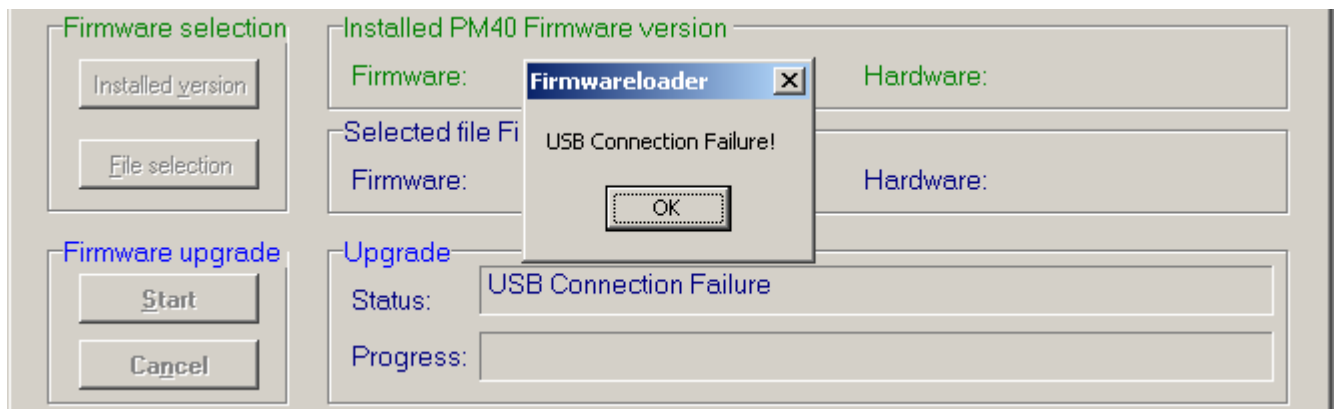 Firmware selection
Installed version
File selection
Installed PM40 Firmware version
Firmware:
Hardware:
Selected file Fi
Firmware:
Hardware:
Firmwareloader
USB Connection Failure!
OK
Firmware upgrade
Start
Cancel
Upgrade
Status: USB Connection Failure
Progress: